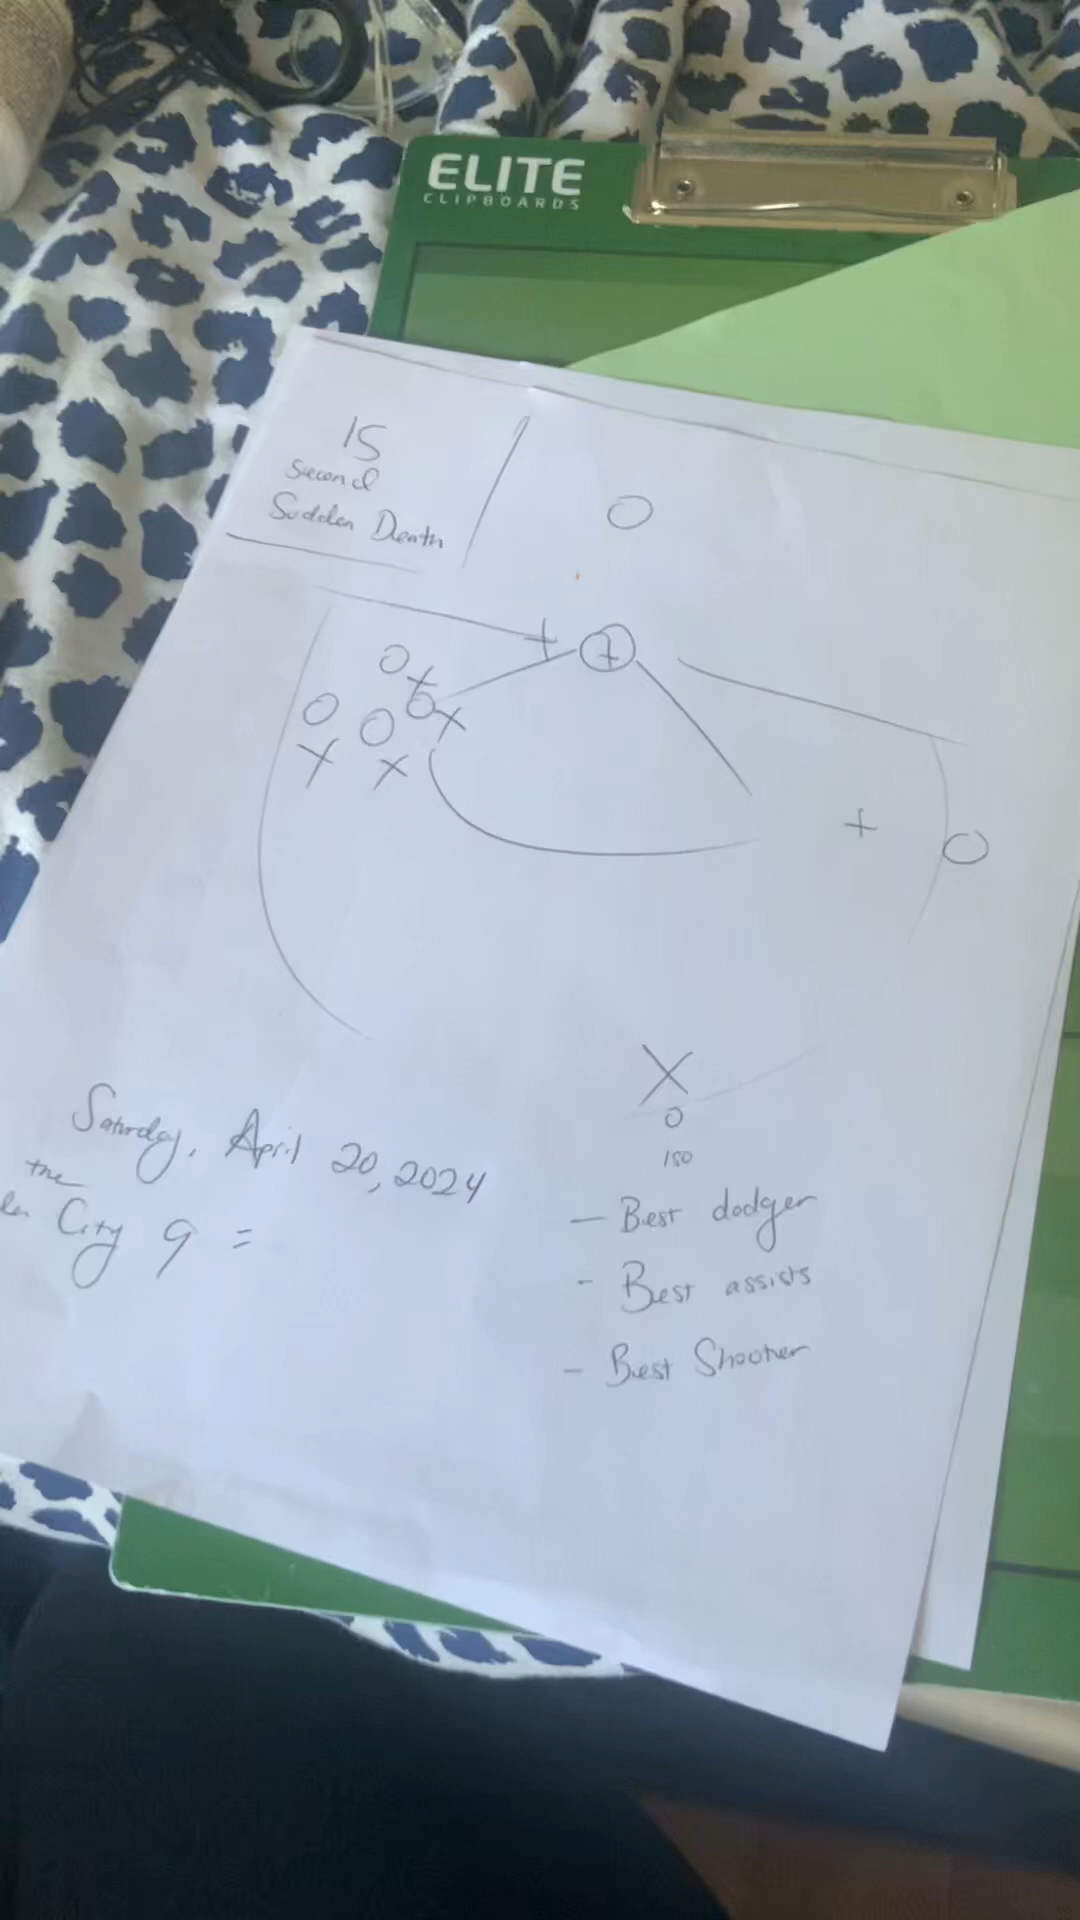 ELITE
CLIPBOARDS
15
Second
Sudden Death
Saturday, April 20, 2024
the
City 9 =
ISO
- Best dodger
- Best assists
- Best Shooter